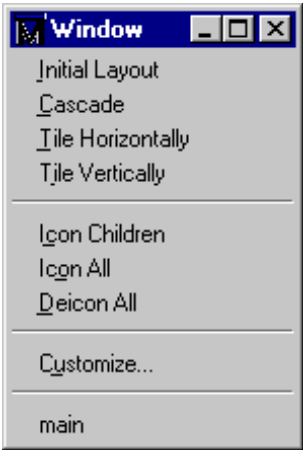 Window
Initial Layout
Cascade
Tile Horizontally
Tile Vertically
Icon Children
Icon All
Deicon All
Customize...
main